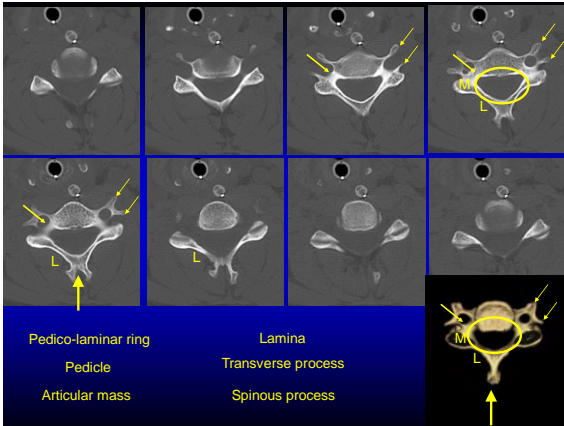 M
L
L
M
L
Pedico-laminar ring
Lamina
Pedicle
Transverse process
Articular mass
Spinous process